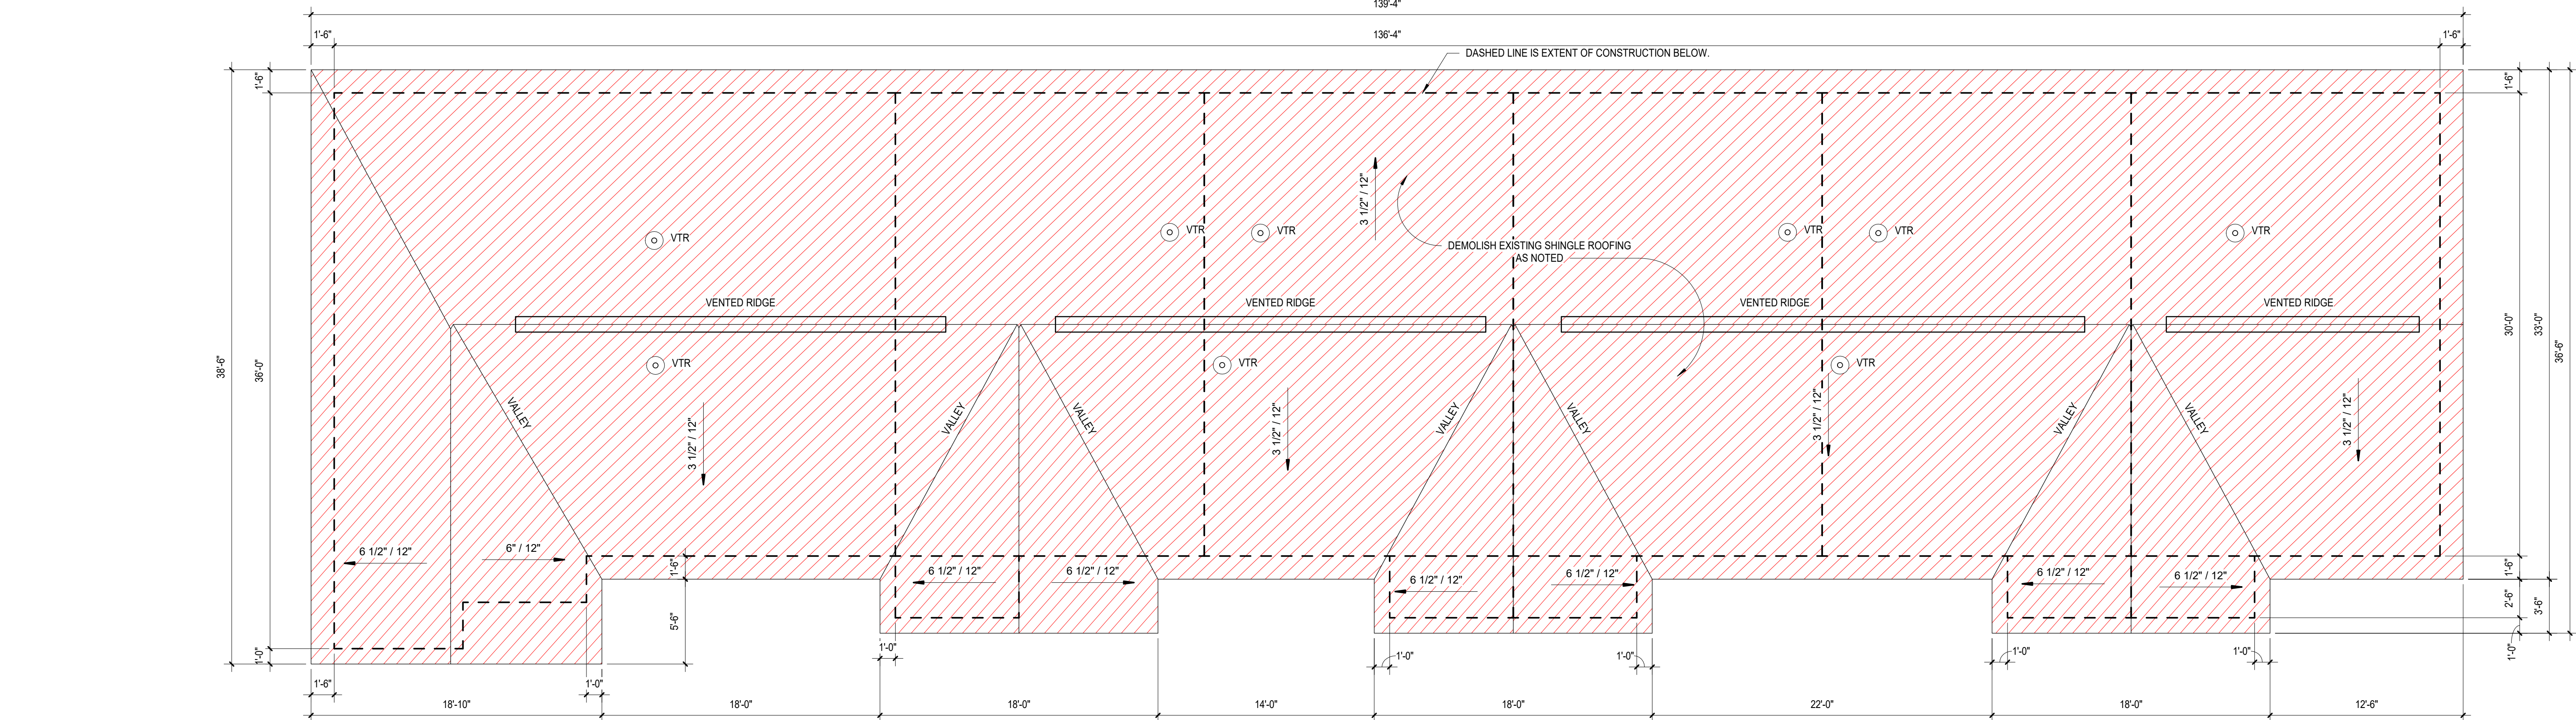 139'-4"
1'-6"
136'-4"
1'-6"
DASHED LINE IS EXTENT OF CONSTRUCTION BELOW.
1'-6"
1'-6"
3 1/2" / 12"
VTR
VTR
VTR
VTR
VTR
VTR
DEMOLISH EXISTING SHINGLE ROOFING
AS NOTED
VENTED RIDGE
VENTED RIDGE
VENTED RIDGE
VENTED RIDGE
38'-6"
36'-0"
30'-0"
33'-0"
36'-6"
VTR
VTR
VTR
VALLEY
VALLEY
VALLEY
VALLEY
VALLEY
VALLEY
VALLEY
3 1/2" / 12"
3 1/2" / 12"
3 1/2" / 12"
3 1/2" / 12"
6 1/2" / 12"
6" / 12"
1'-6"
6 1/2" / 12"
6 1/2" / 12"
6 1/2" / 12"
6 1/2" / 12"
6 1/2" / 12"
6 1/2" / 12"
1'-6"
2'-6"
3'-6"
5'-6"
1'-0"
1'-0"
1'-0"
1'-0"
1'-0"
1'-0"
1'-0"
1'-6"
1'-0"
18'-10"
18'-0"
18'-0"
14'-0"
18'-0"
22'-0"
18'-0"
12'-6"